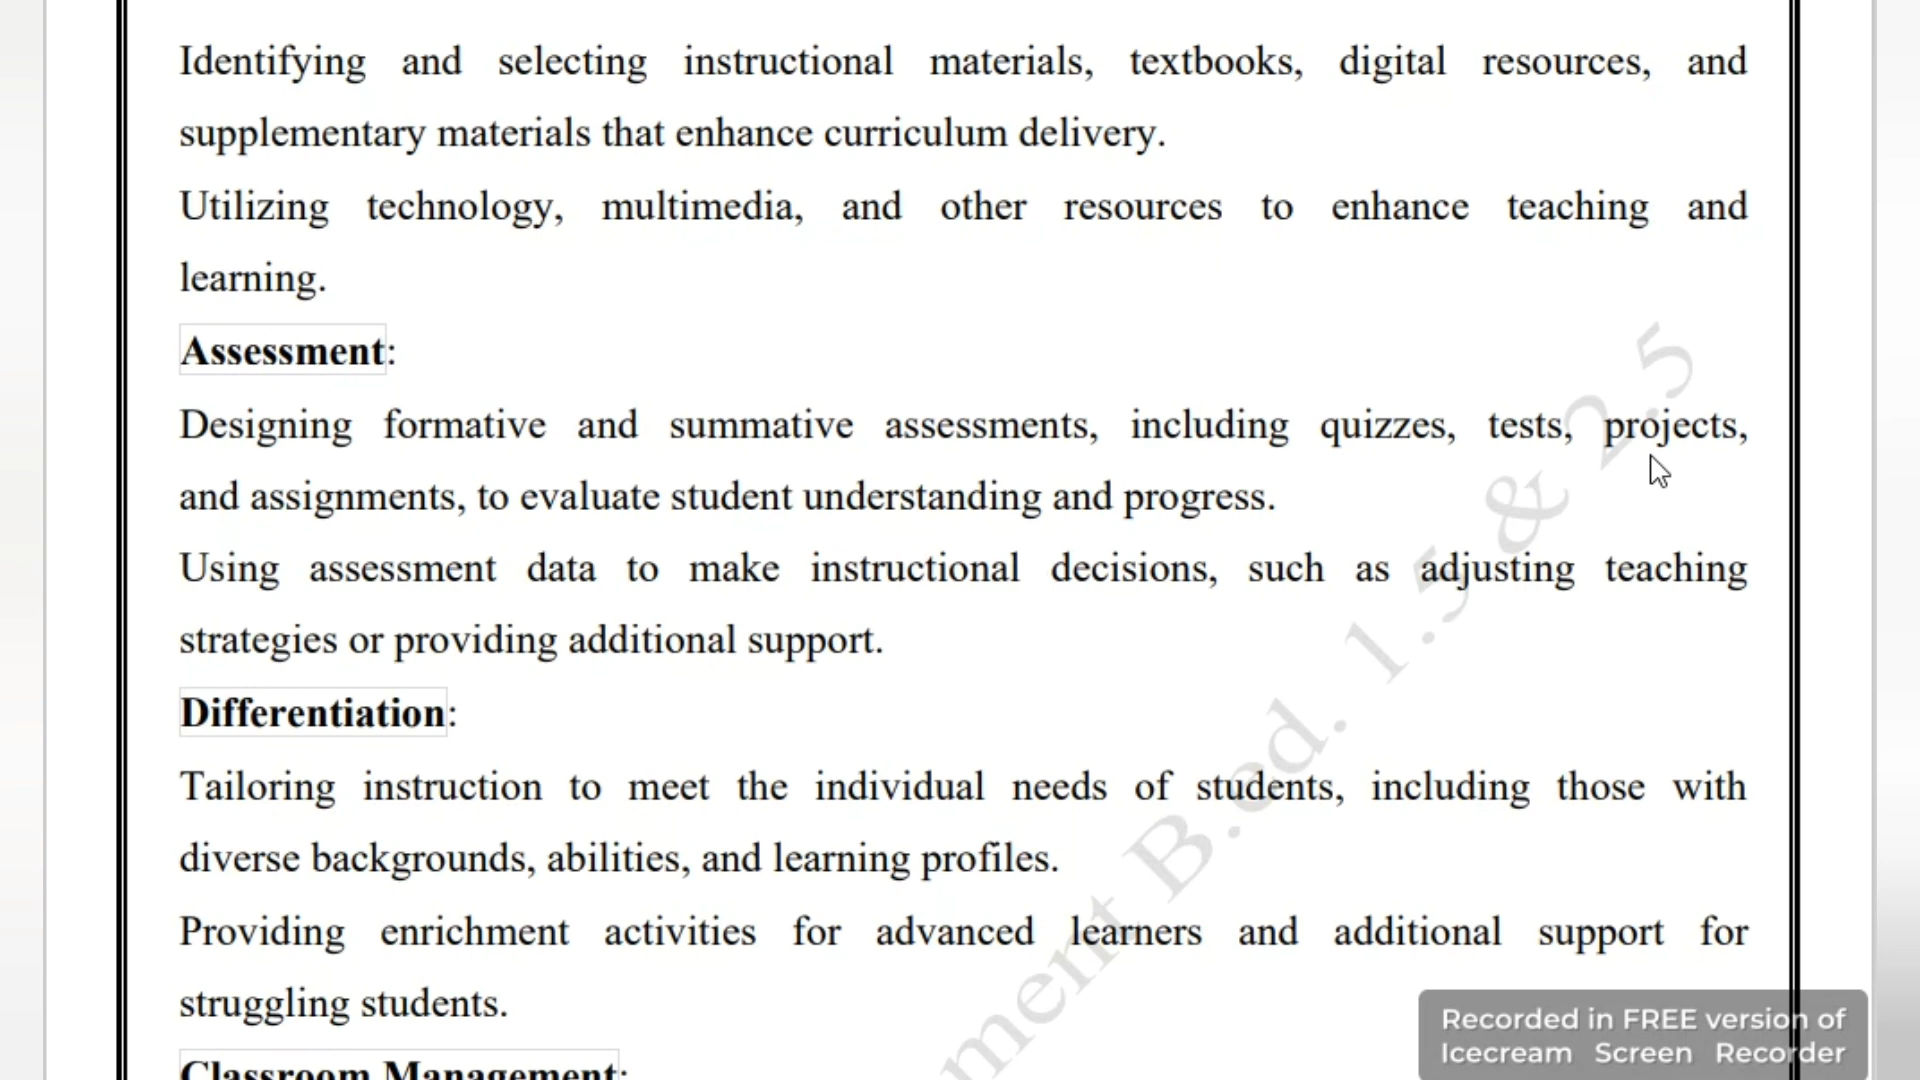 Identifying and selecting instructional materials, textbooks, digital resources, and
supplementary materials that enhance curriculum delivery.
Utilizing technology, multimedia, and other resources to enhance teaching and
learning.
Assessment:
Designing formative and summative assessments, including quizzes, tests, projects,
and assignments, to evaluate student understanding and progress.
Using assessment data to make instructional decisions, such as adjusting teaching
strategies or providing additional support.
Differentiation:
Tailoring instruction to meet the individual needs of students, including those with
diverse backgrounds, abilities, and learning profiles.
Providing enrichment activities for advanced learners and additional support for
struggling students.
Classroom Management:
ment B.ed. 1.5 & 2.5
Recorded in FREE version of
Icecream Screen Recorder